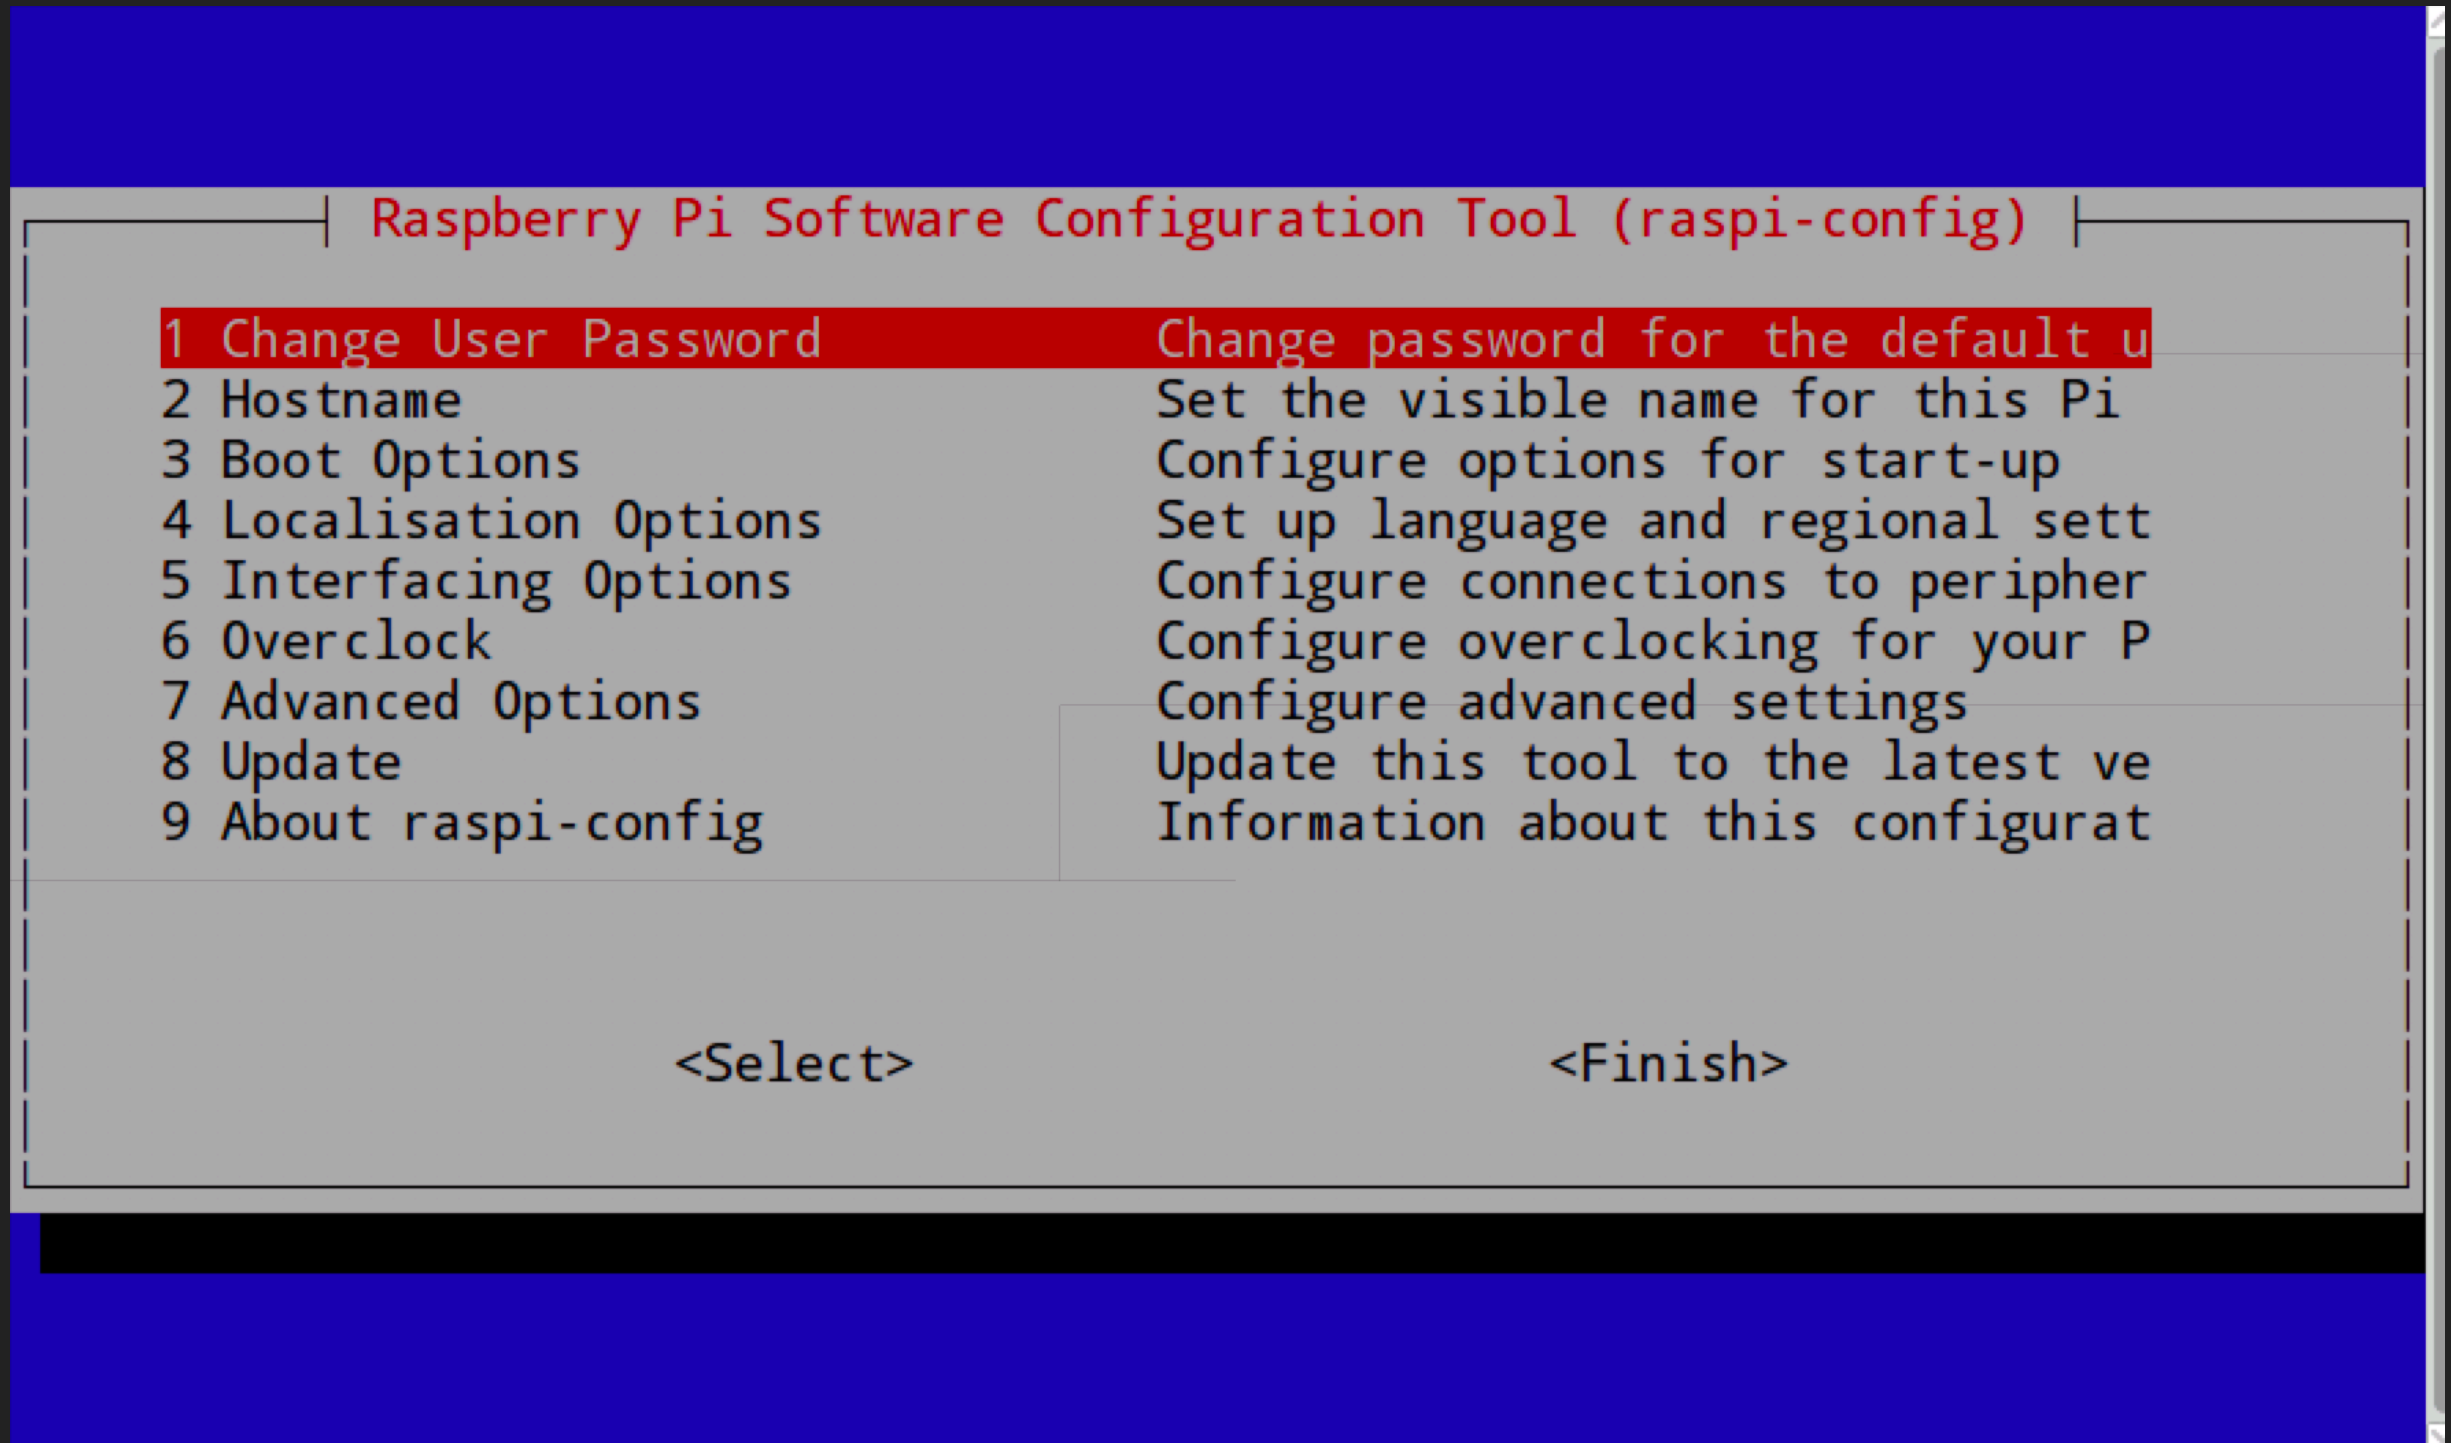 Raspberry Pi Software Configuration Tool (raspi-config)
1 Change User Password Change password for the default u
2 Hostname Set the visible name for this Pi
3 Boot Options Configure options for start-up
4 Localisation Options Set up language and regional sett
5 Interfacing Options Configure connections to peripher
6 Overclock Configure overclocking for your P
7 Advanced Options Configure advanced settings
8 Update Update this tool to the latest ve
9 About raspi-config Information about this configurat
<Select> <Finish>